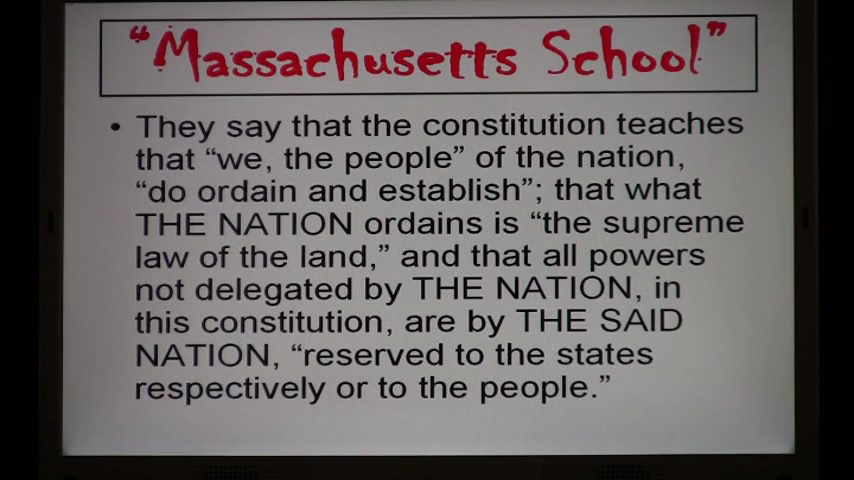 “Massachusetts School”
• They say that the constitution teaches
that “we, the people” of the nation,
“do ordain and establish”; that what
THE NATION ordains is “the supreme
law of the land,” and that all powers
not delegated by THE NATION, in
this constitution, are by THE SAID
NATION, “reserved to the states
respectively or to the people.”